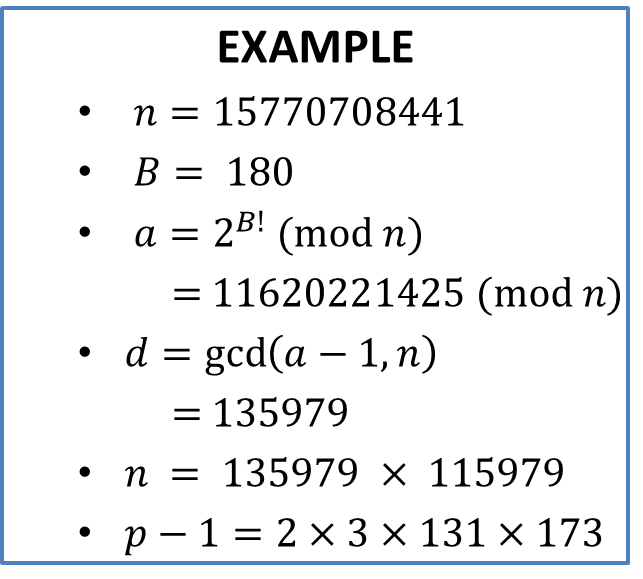 EXAMPLE
• n = 15770708441
• B = 180
• a = 2^{B!} (mod n)
= 11620221425 (mod n)
• d = gcd(a − 1, n)
= 135979
• n = 135979 × 115979
• p − 1 = 2 × 3 × 131 × 173